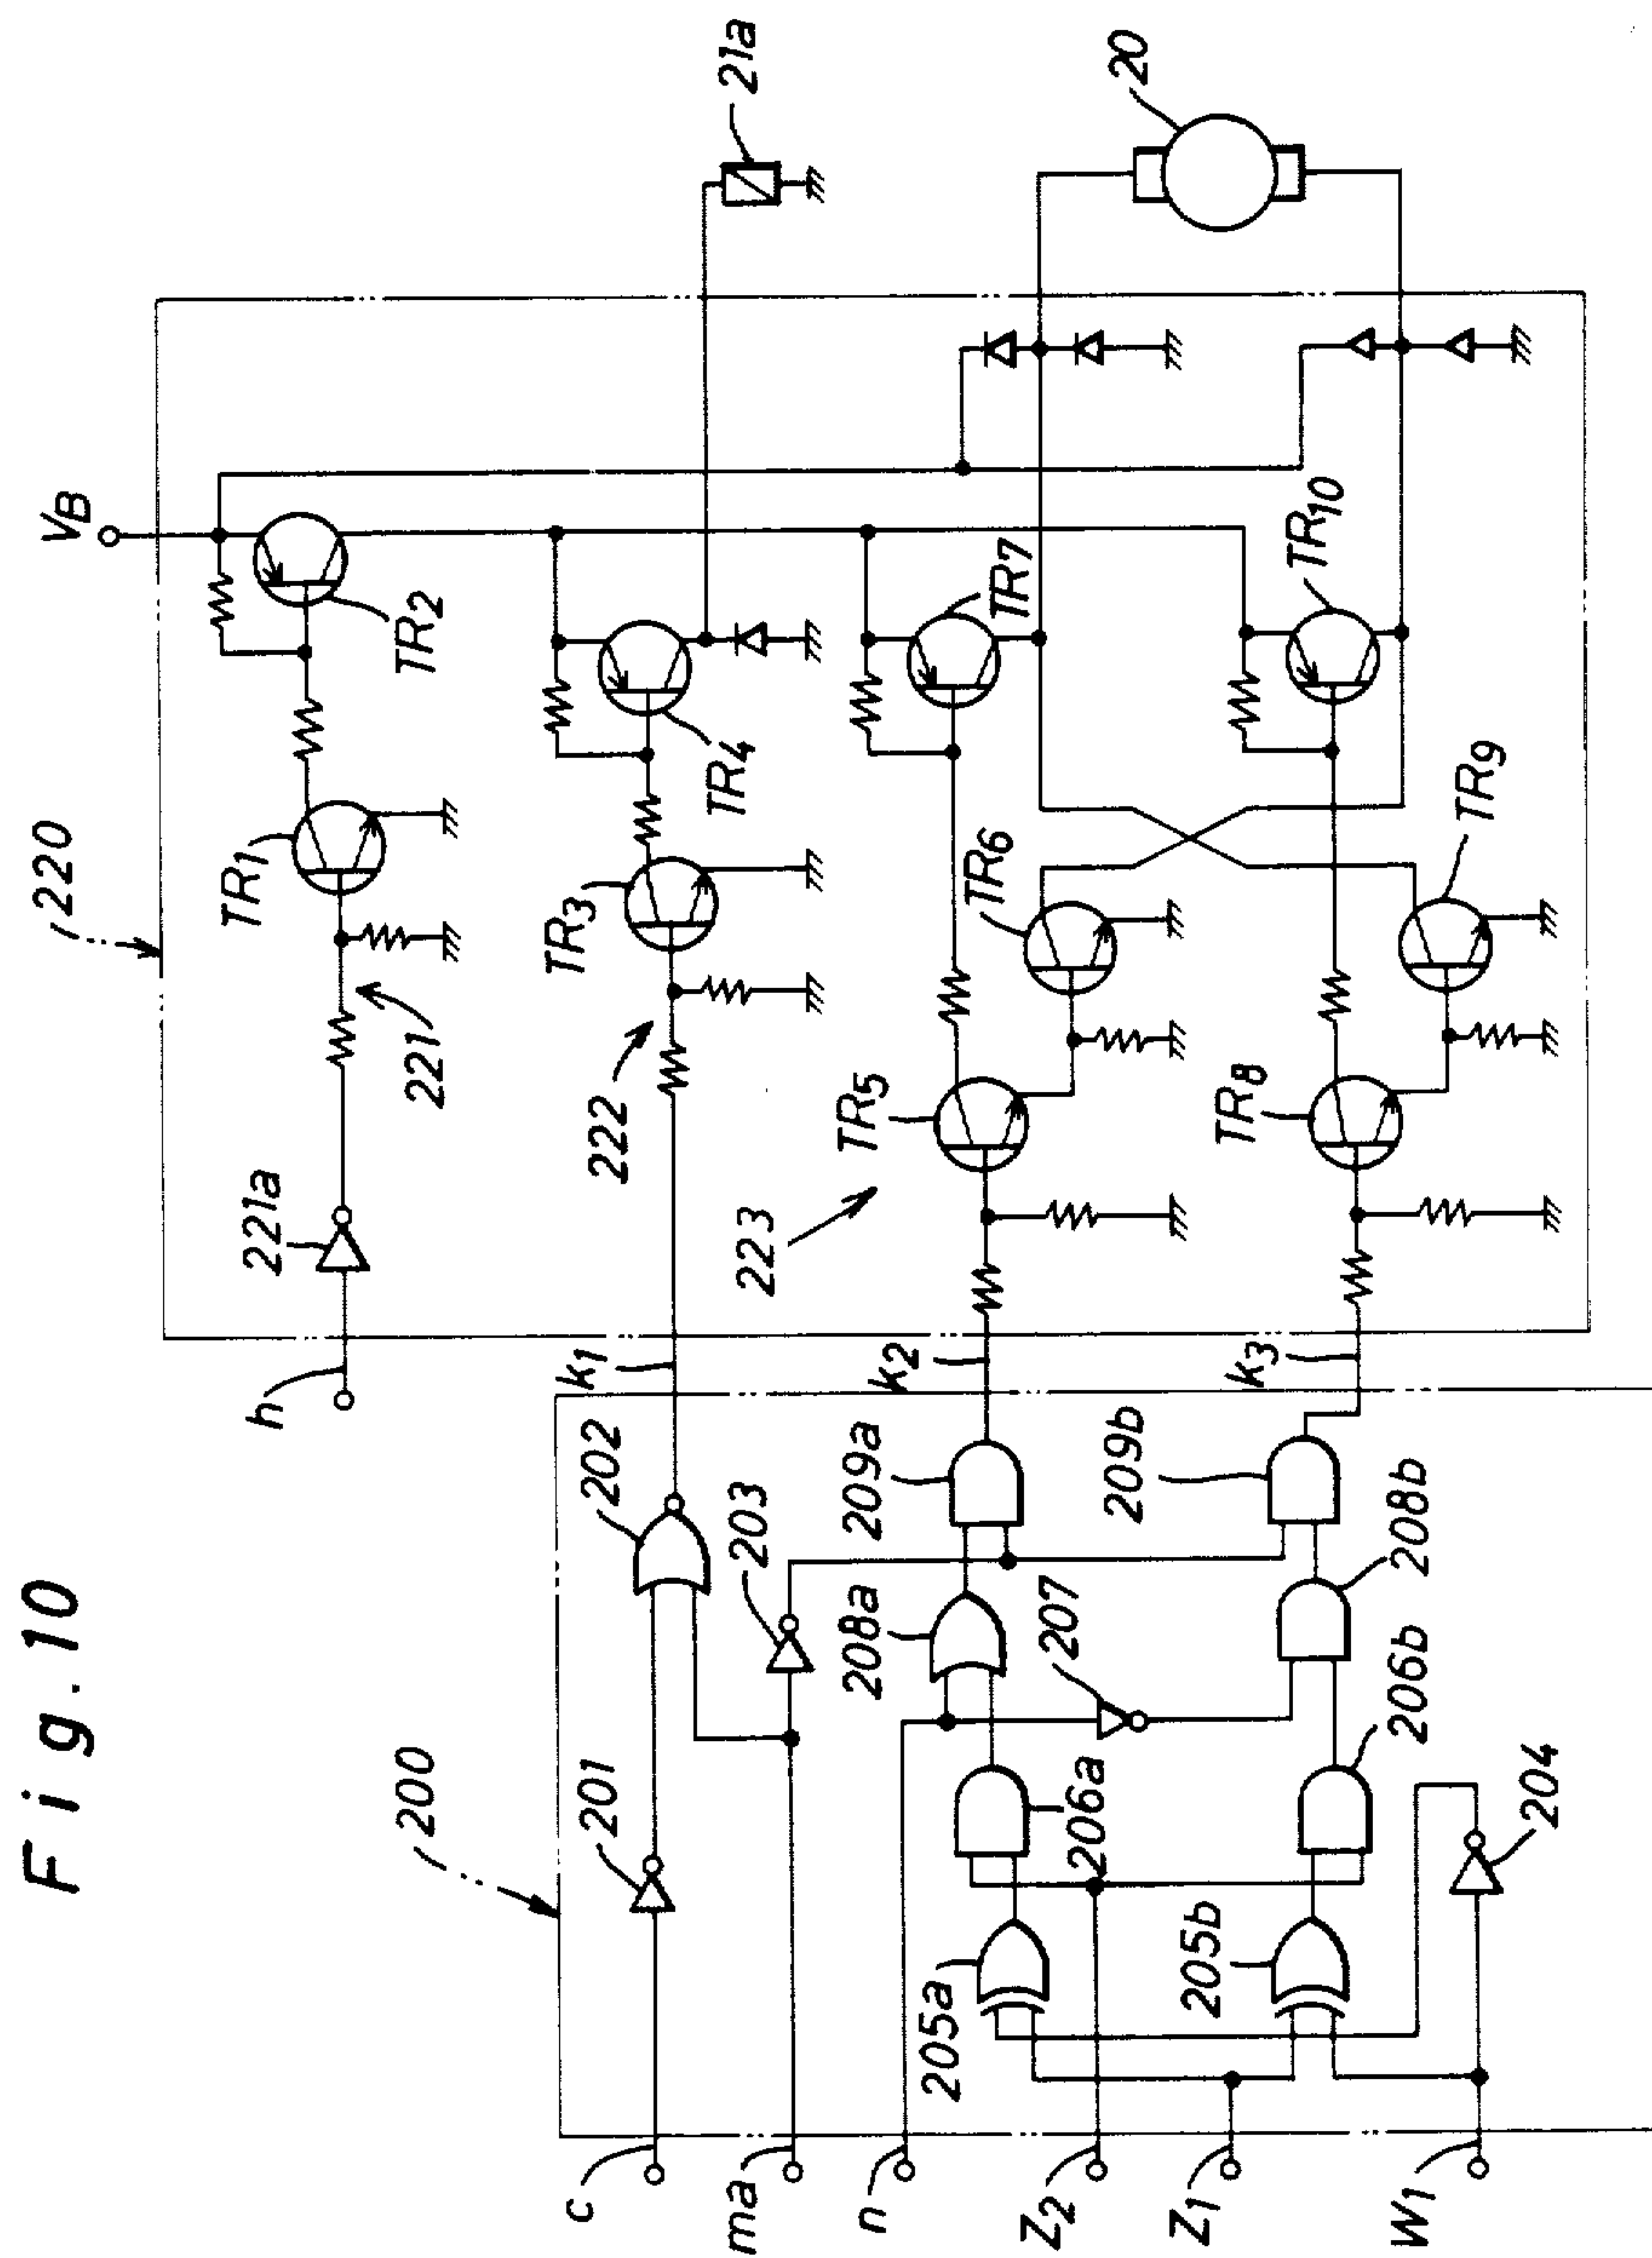 Fig.10
200
220
VB
h
221a
221
TR1
TR2
21a
c
201
202
k1
222
TR3
TR4
ma
203
n
208a
209a
k2
223
TR5
TR6
TR7
20
Z2
206a
207
205a
Z1
205b
209b
k3
TR8
TR9
TR10
208b
206b
W1
204